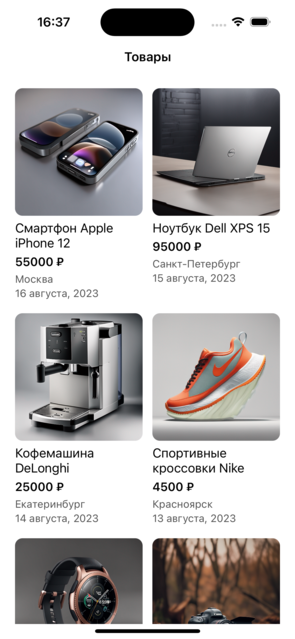 16:37
Товары
Смартфон Apple
iPhone 12
55000 ₽
Москва
16 августа, 2023
Ноутбук Dell XPS 15
95000 ₽
Санкт-Петербург
15 августа, 2023
Кофемашина
DeLonghi
25000 ₽
Екатеринбург
14 августа, 2023
Спортивные
кроссовки Nike
4500 ₽
Красноярск
13 августа, 2023